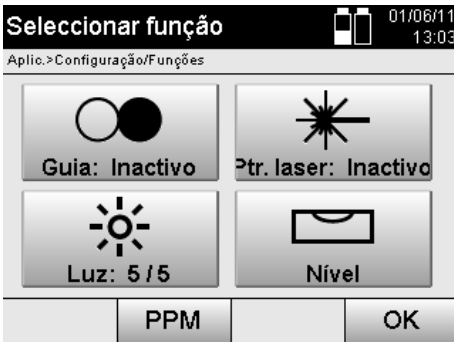 Seleccionar função
01/06/11
13:03
Aplic.>Configuração/Funções
Guia: Inactivo
Ptr. laser: Inactivo
Luz: 5/5
Nível
PPM
OK